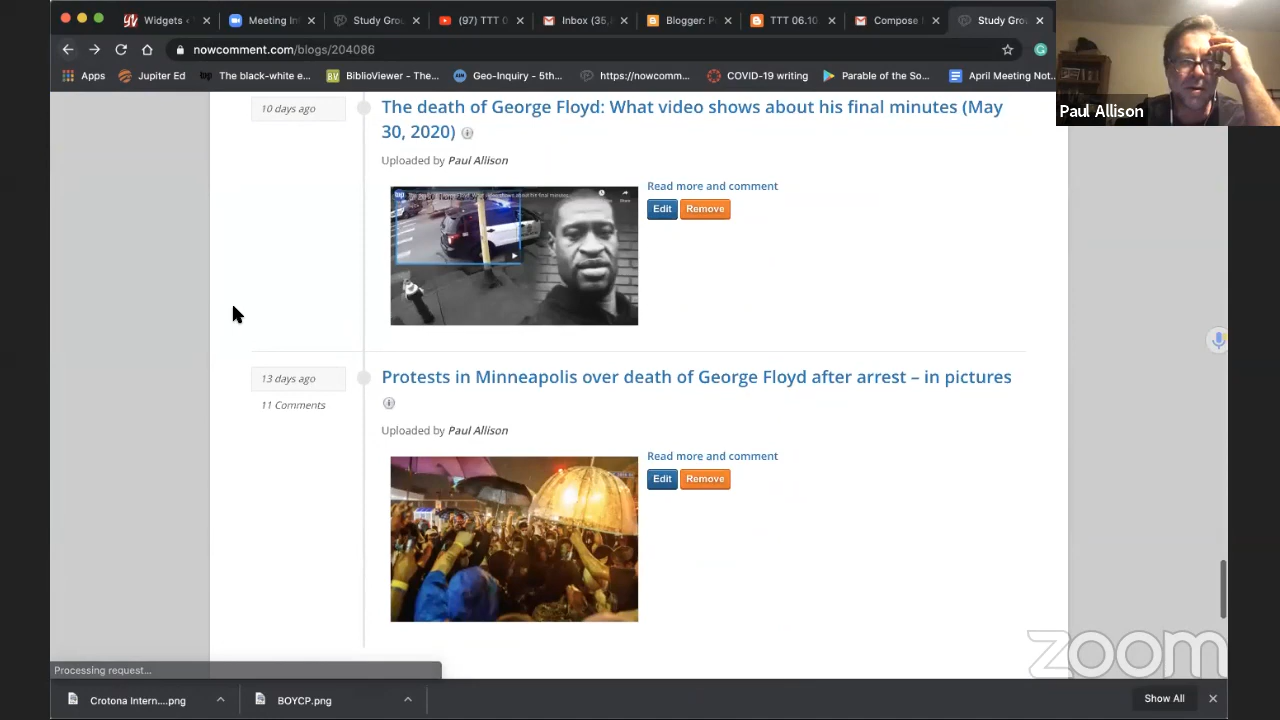 Widgets
Meeting In
Study Grou
(97) TTT 0
Inbox (35,
Blogger: P
TTT 06.10
Compose
Study Grou
nowcomment.com/blogs/204086
Apps
Jupiter Ed
The black-white e...
BiblioViewer - The...
Geo-Inquiry - 5th...
https://nowcomm...
COVID-19 writing
Parable of the So...
April Meeting Not...
Paul Allison
10 days ago
The death of George Floyd: What video shows about his final minutes (May
30, 2020)
Uploaded by Paul Allison
Read more and comment
Edit Remove
13 days ago
Protests in Minneapolis over death of George Floyd after arrest – in pictures
11 Comments
Uploaded by Paul Allison
Read more and comment
Edit Remove
zoom
Processing request...
Crotona Intern....png
BOYCP.png
Show All